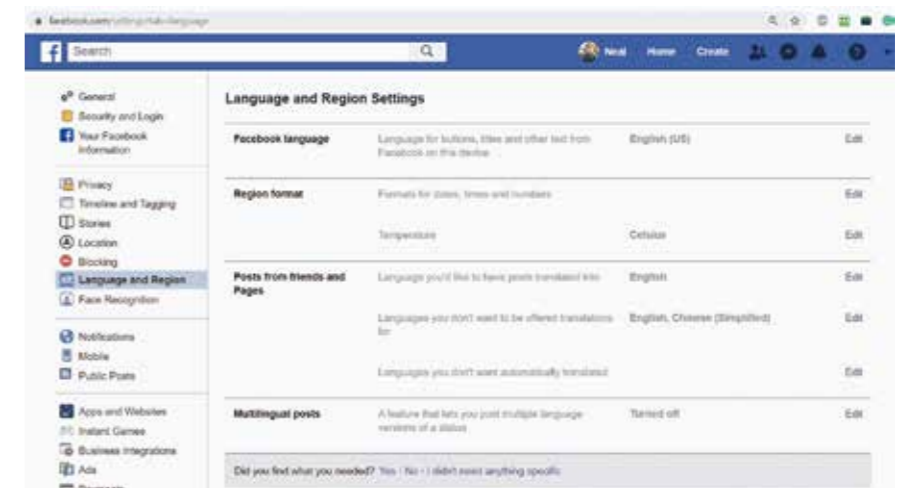 facebook.com/settings?tab=language
f Search
Neal Home Create
General
Security and Login
Your Facebook
Information
Privacy
Timeline and Tagging
Stories
Location
Blocking
Language and Region
Face Recognition
Notifications
Mobile
Public Posts
Apps and Websites
Instant Games
Business Integrations
Ads
Payments
Language and Region Settings
Facebook language
Language for buttons, titles and other text from
Facebook on this device
English (US)
Edit
Region format
Formats for dates, times and numbers
Edit
Temperature
Celsius
Edit
Posts from friends and
Pages
Language you'd like to have posts translated into
English
Edit
Languages you don't want to be offered translations
for
English, Chinese (Simplified)
Edit
Languages you don't want automatically translated
Edit
Multilingual posts
A feature that lets you post multiple language
versions of a status
Turned off
Edit
Did you find what you needed? Yes · No · I didn't need anything specific